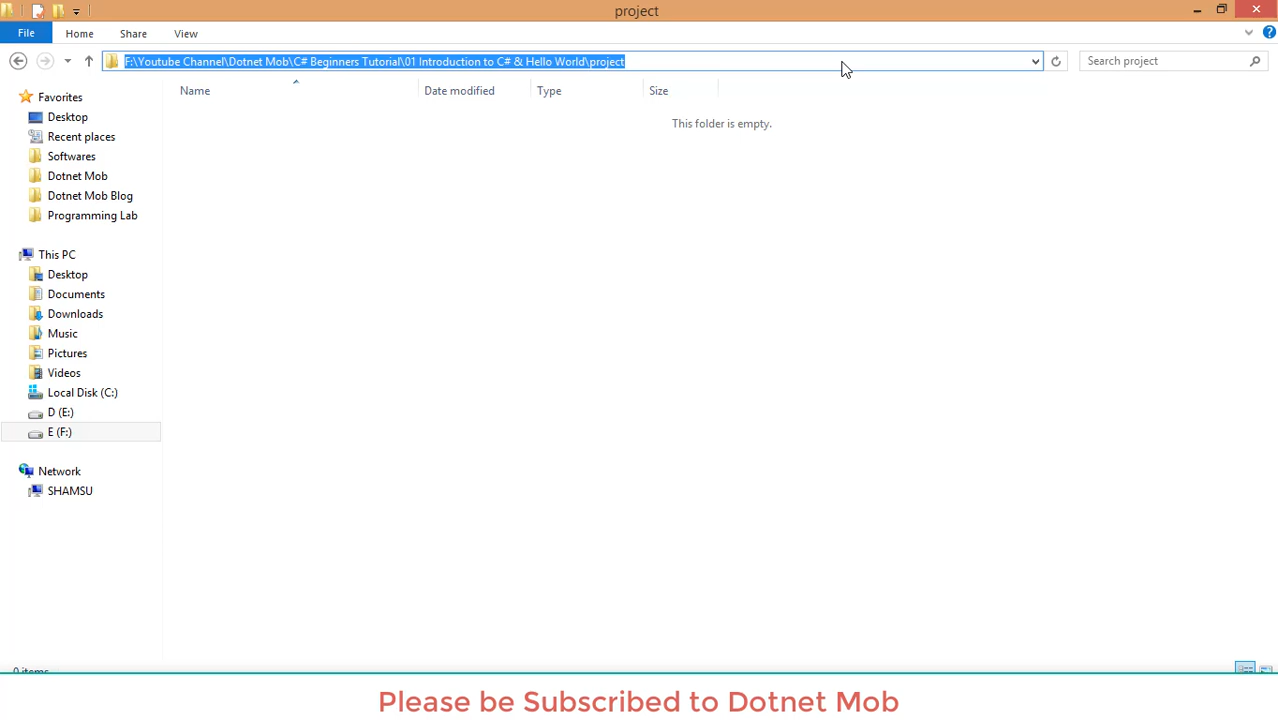 project
File Home Share View
F:\Youtube Channel\Dotnet Mob\C# Beginners Tutorial\01 Introduction to C# & Hello World\project
Search project
Name Date modified Type Size
This folder is empty.
Favorites
Desktop
Recent places
Softwares
Dotnet Mob
Dotnet Mob Blog
Programming Lab
This PC
Desktop
Documents
Downloads
Music
Pictures
Videos
Local Disk (C:)
D (E:)
E (F:)
Network
SHAMSU
0 items
Please be Subscribed to Dotnet Mob